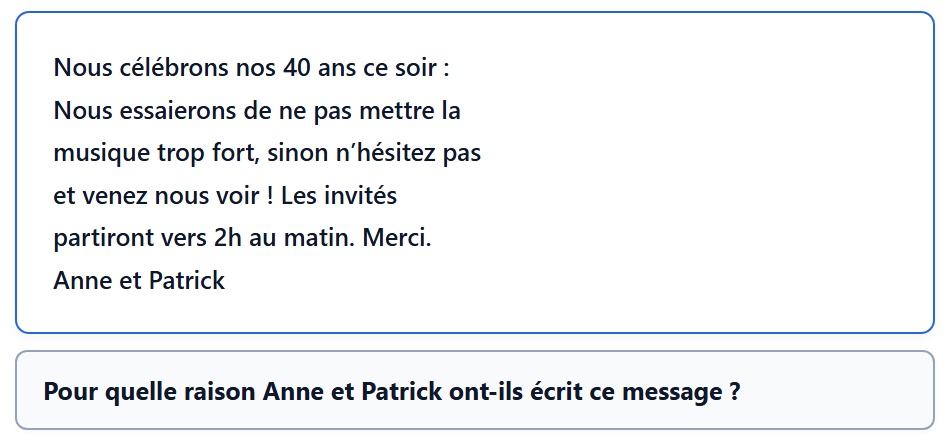 Nous célébrons nos 40 ans ce soir :
Nous essaierons de ne pas mettre la
musique trop fort, sinon n’hésitez pas
et venez nous voir ! Les invités
partiront vers 2h au matin. Merci.
Anne et Patrick
Pour quelle raison Anne et Patrick ont-ils écrit ce message ?